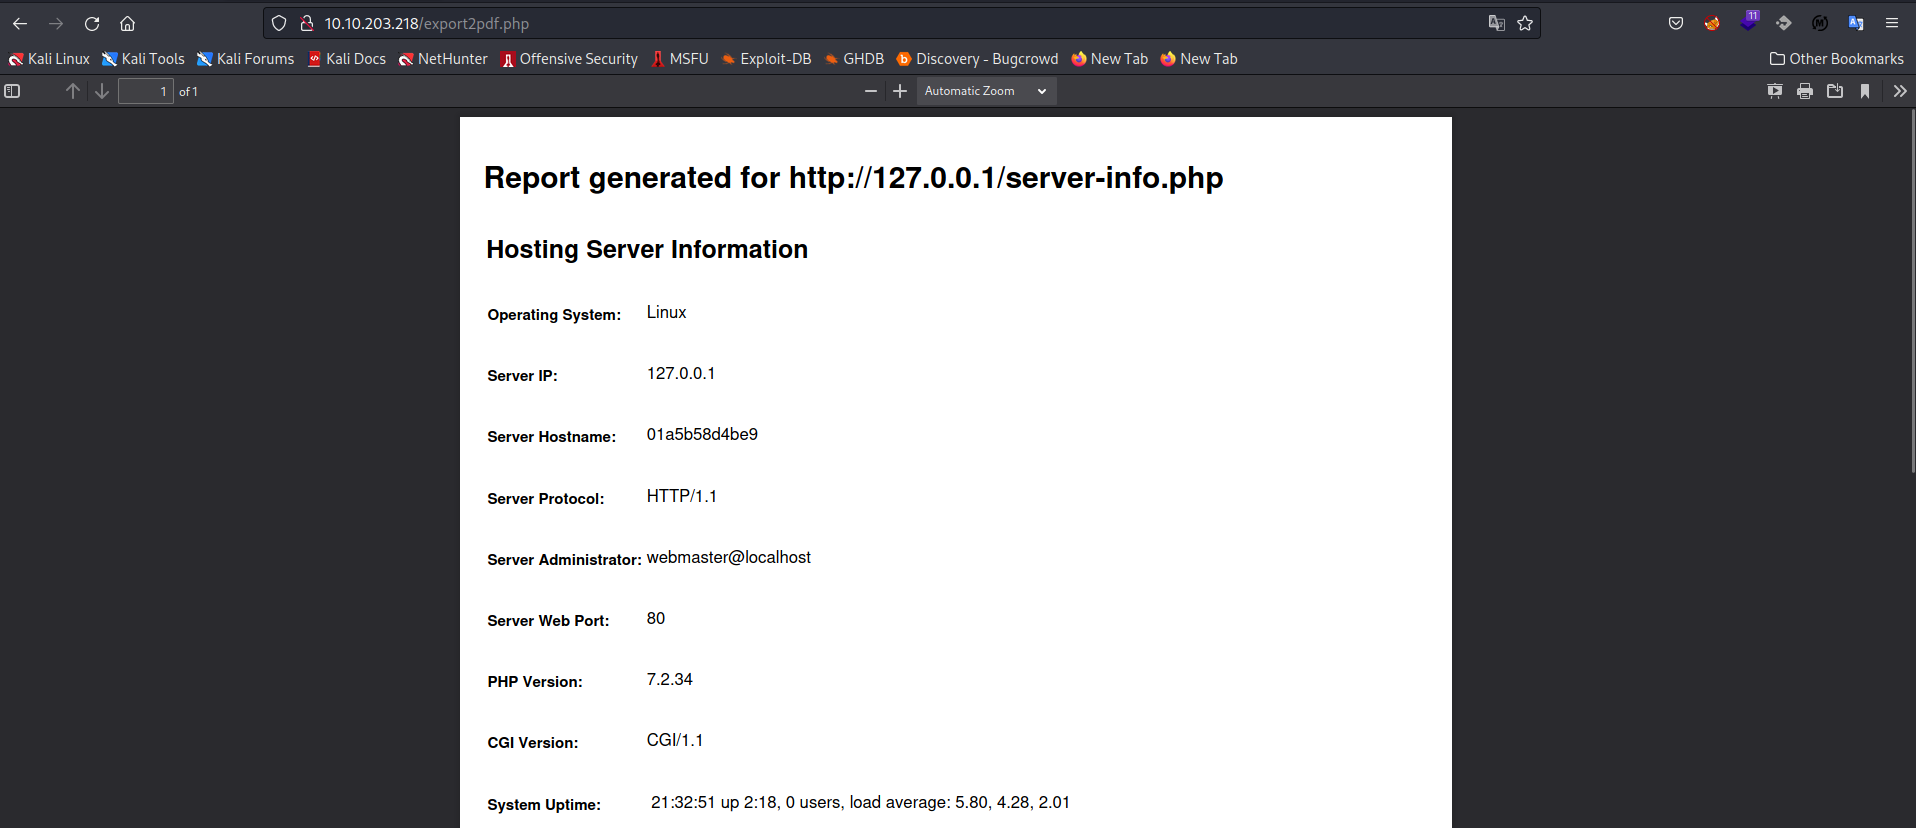 10.10.203.218/export2pdf.php
11
Kali Linux Kali Tools Kali Forums Kali Docs NetHunter Offensive Security MSFU Exploit-DB GHDB Discovery - Bugcrowd New Tab New Tab Other Bookmarks
1 of 1 Automatic Zoom
Report generated for http://127.0.0.1/server-info.php
Hosting Server Information
Operating System: Linux
Server IP: 127.0.0.1
Server Hostname: 01a5b58d4be9
Server Protocol: HTTP/1.1
Server Administrator: webmaster@localhost
Server Web Port: 80
PHP Version: 7.2.34
CGI Version: CGI/1.1
System Uptime: 21:32:51 up 2:18, 0 users, load average: 5.80, 4.28, 2.01